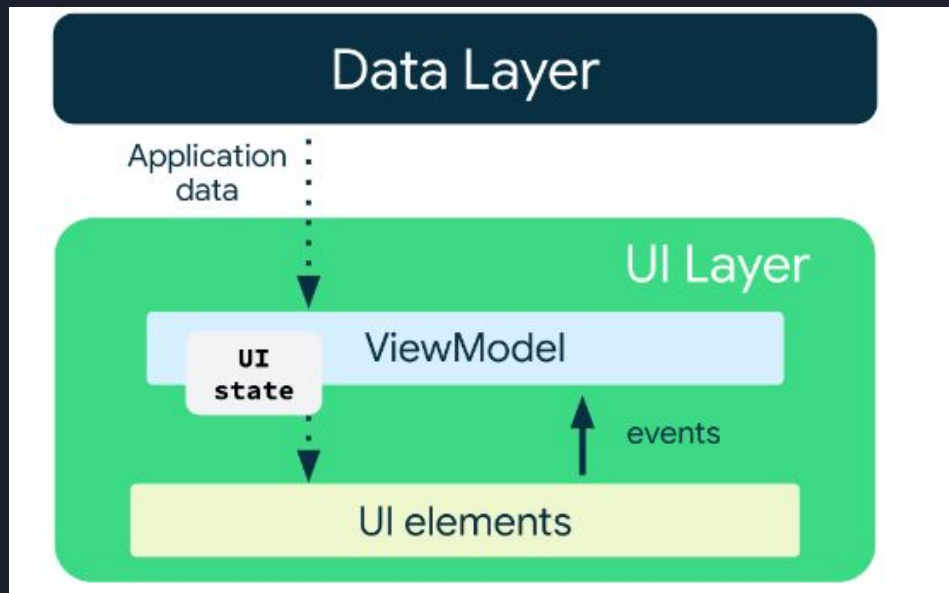 Data Layer
Application
data
UI Layer
ViewModel
UI
state
events
UI elements